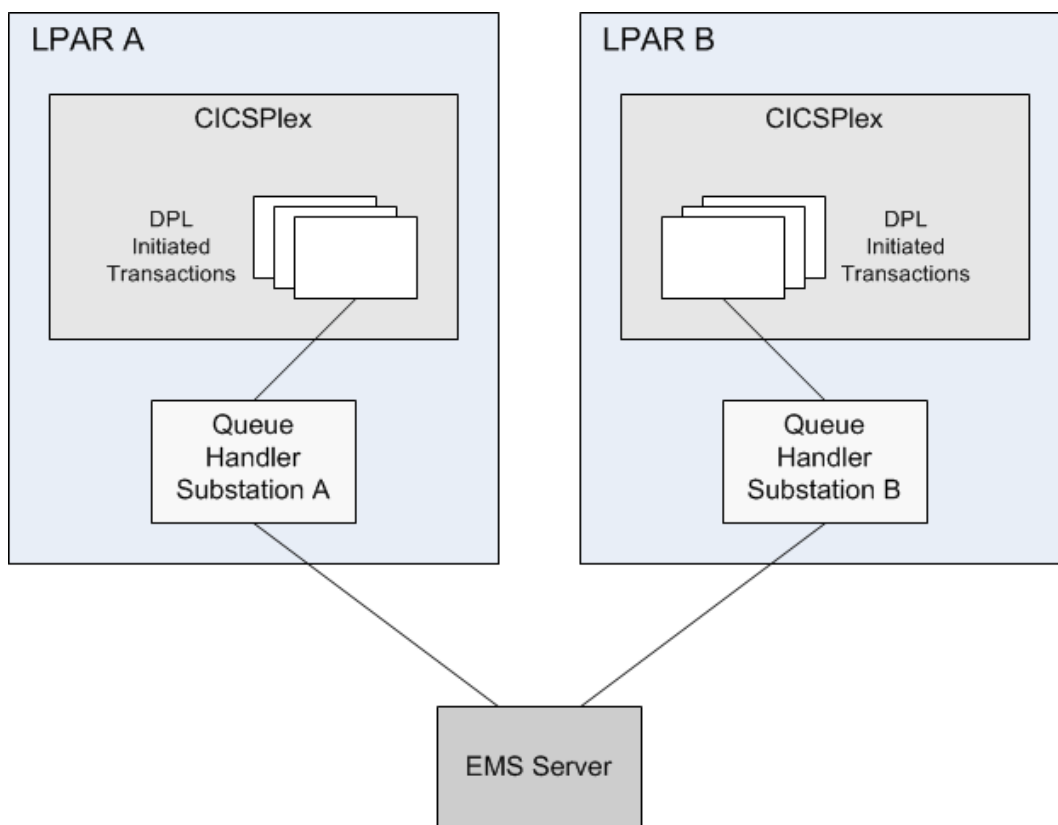 LPAR A
CICSPlex
DPL
Initiated
Transactions
Queue
Handler
Substation A
LPAR B
CICSPlex
DPL
Initiated
Transactions
Queue
Handler
Substation B
EMS Server